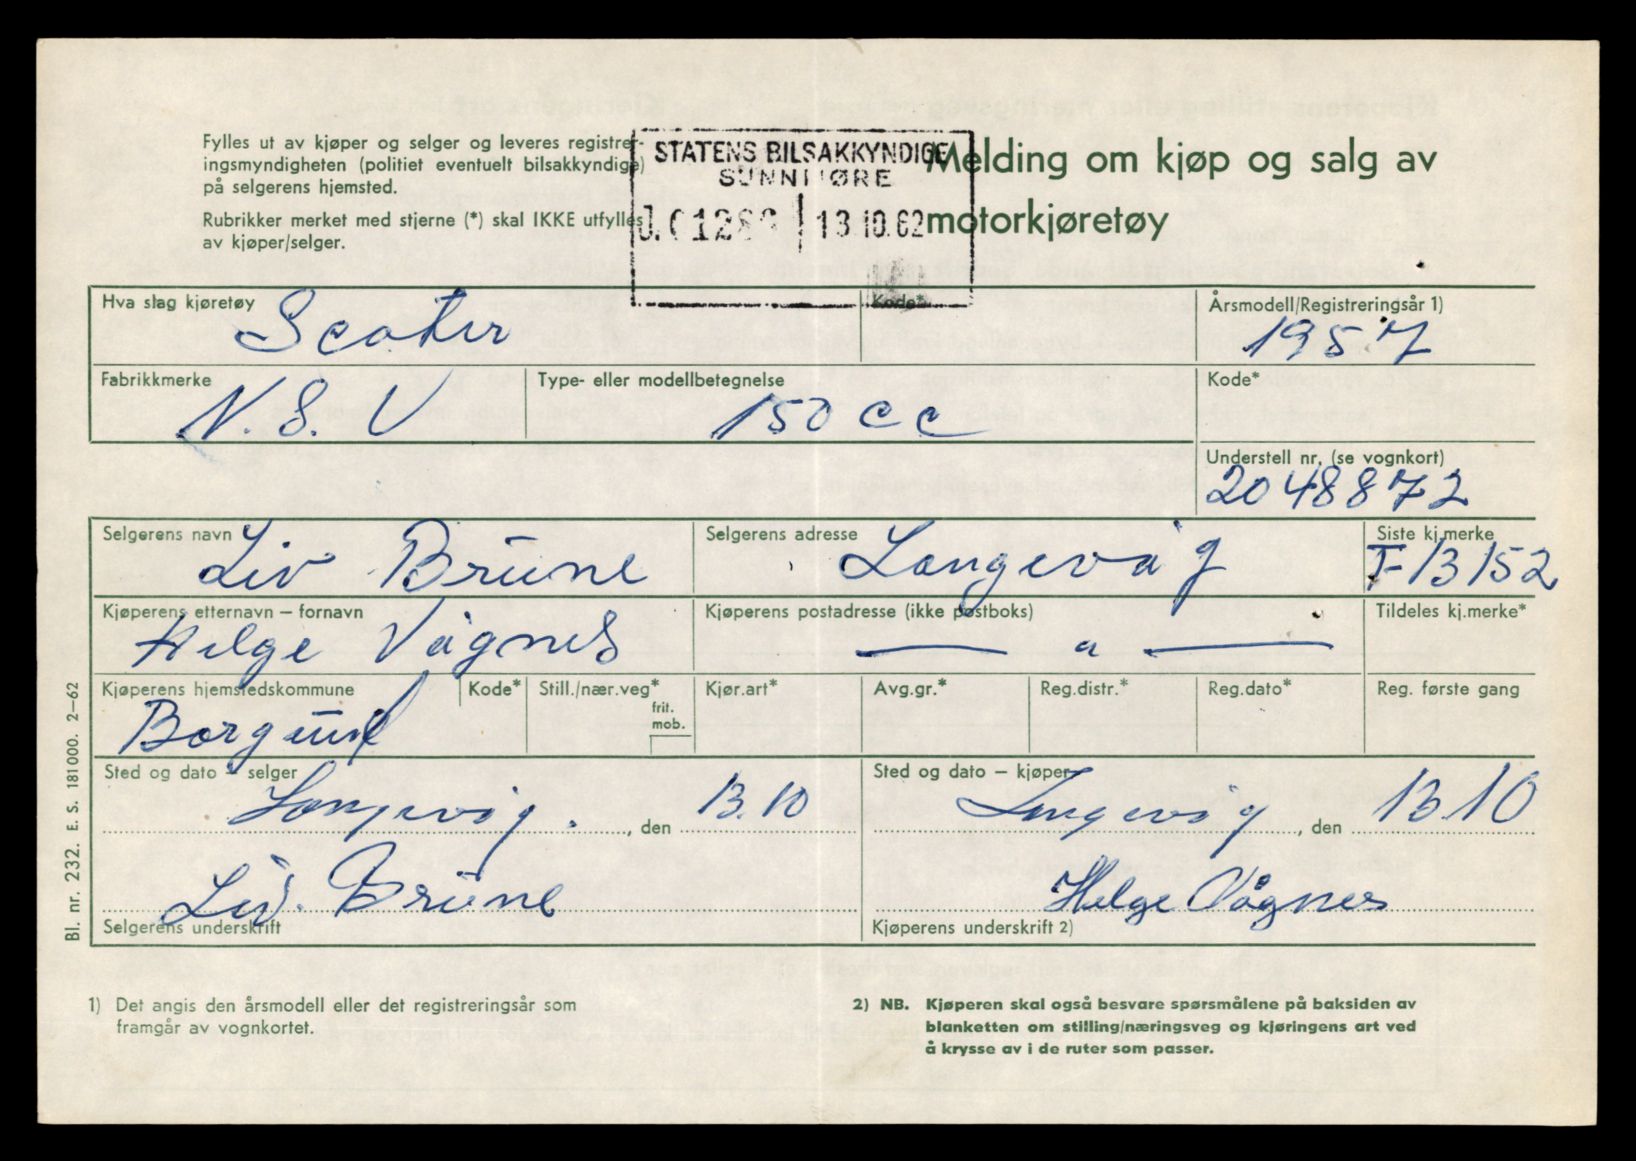 Fylles ut av kjøper og selger og leveres registrer-
ingsmyndigheten (politiet eventuelt bilsakkyndige)
på selgerens hjemsted.
Rubrikker merket med stjerne (*) skal IKKE utfylles
av kjøper/selger.
STATENS BILSAKKYNDIGE
SUNNMØRE
13.10.62
Melding om kjøp og salg av
motorkjøretøy
Hva slag kjøretøy
Scoter
Kode*
Årsmodell/Registreringsår 1)
1957
Fabrikkmerke
N.S.U
Type- eller modellbetegnelse
150 cc
Kode*
Understell nr. (se vognkort)
2048872
Selgerens navn
Liv Brune
Selgerens adresse
Langevåg
Siste kj.merke
T-13152
Kjøperens etternavn – fornavn
Helge Vågnes
Kjøperens postadresse (ikke postboks)
— " —
Tildeles kj.merke*
Kjøperens hjemstedskommune
Borgund
Kode*
Still./nær.veg*
frit.
mob.
Kjør.art*
Avg.gr.*
Reg.distr.*
Reg.dato*
Reg. første gang
Sted og dato – selger
Langevåg. , den 13.10
Sted og dato – kjøper
Langevåg , den 13.10
Liv. Brune
Selgerens underskrift
Helge Vågnes
Kjøperens underskrift 2)
1) Det angis den årsmodell eller det registreringsår som
framgår av vognkortet.
2) NB. Kjøperen skal også besvare spørsmålene på baksiden av
blanketten om stilling/næringsveg og kjøringens art ved
å krysse av i de ruter som passer.
Bl. nr. 232. E. S. 181000. 2–62